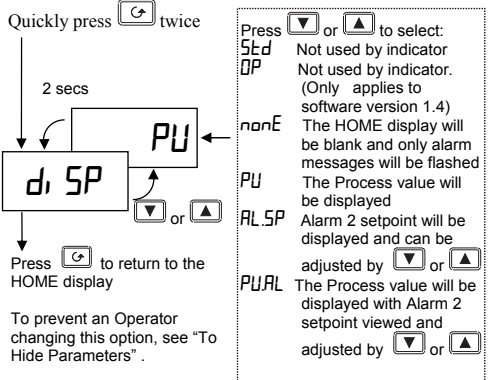 Quickly press twice
2 secs
PV
di SP
or
Press to return to the
HOME display
To prevent an Operator
changing this option, see "To
Hide Parameters" .
Press or to select:
Std Not used by indicator
OP Not used by indicator.
(Only applies to
software version 1.4)
nonE The HOME display will
be blank and only alarm
messages will be flashed
PV The Process value will
be displayed
AL.SP Alarm 2 setpoint will be
displayed and can be
adjusted by or
PV.AL The Process value will be
displayed with Alarm 2
setpoint viewed and
adjusted by or